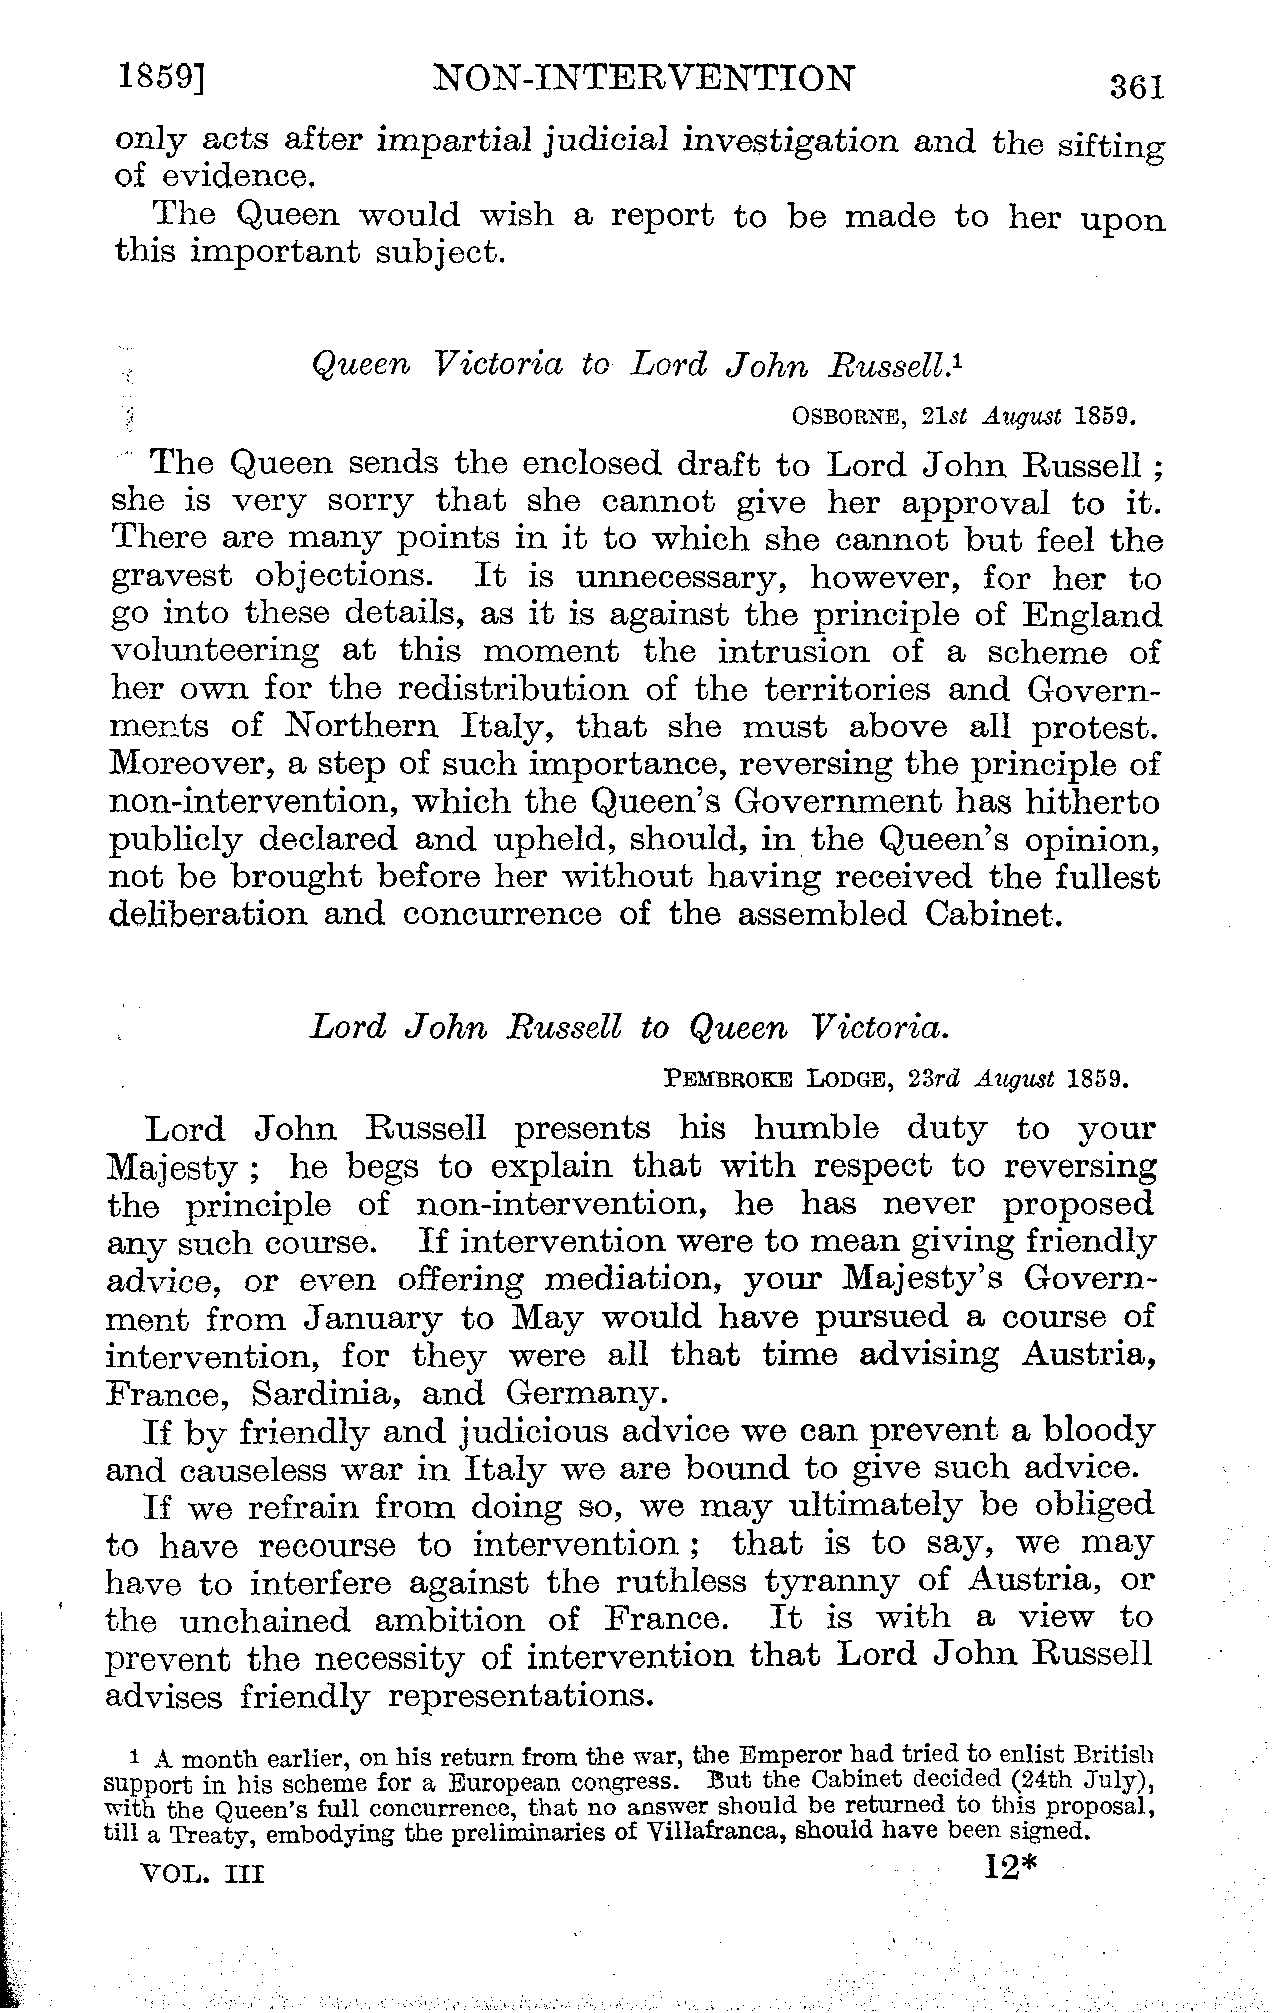 1859] NON-INTERVENTION 361
only acts after impartial judicial investigation and the sifting
of evidence.
The Queen would wish a report to be made to her upon
this important subject.
Queen Victoria to Lord John Russell.¹
OSBORNE, 21st August 1859.
The Queen sends the enclosed draft to Lord John Russell ;
she is very sorry that she cannot give her approval to it.
There are many points in it to which she cannot but feel the
gravest objections. It is unnecessary, however, for her to
go into these details, as it is against the principle of England
volunteering at this moment the intrusion of a scheme of
her own for the redistribution of the territories and Govern-
ments of Northern Italy, that she must above all protest.
Moreover, a step of such importance, reversing the principle of
non-intervention, which the Queen's Government has hitherto
publicly declared and upheld, should, in the Queen's opinion,
not be brought before her without having received the fullest
deliberation and concurrence of the assembled Cabinet.
Lord John Russell to Queen Victoria.
PEMBROKE LODGE, 23rd August 1859.
Lord John Russell presents his humble duty to your
Majesty ; he begs to explain that with respect to reversing
the principle of non-intervention, he has never proposed
any such course. If intervention were to mean giving friendly
advice, or even offering mediation, your Majesty's Govern-
ment from January to May would have pursued a course of
intervention, for they were all that time advising Austria,
France, Sardinia, and Germany.
If by friendly and judicious advice we can prevent a bloody
and causeless war in Italy we are bound to give such advice.
If we refrain from doing so, we may ultimately be obliged
to have recourse to intervention ; that is to say, we may
have to interfere against the ruthless tyranny of Austria, or
the unchained ambition of France. It is with a view to
prevent the necessity of intervention that Lord John Russell
advises friendly representations.
¹ A month earlier, on his return from the war, the Emperor had tried to enlist British
support in his scheme for a European congress. But the Cabinet decided (24th July),
with the Queen's full concurrence, that no answer should be returned to this proposal,
till a Treaty, embodying the preliminaries of Villafranca, should have been signed.
VOL. III 12*